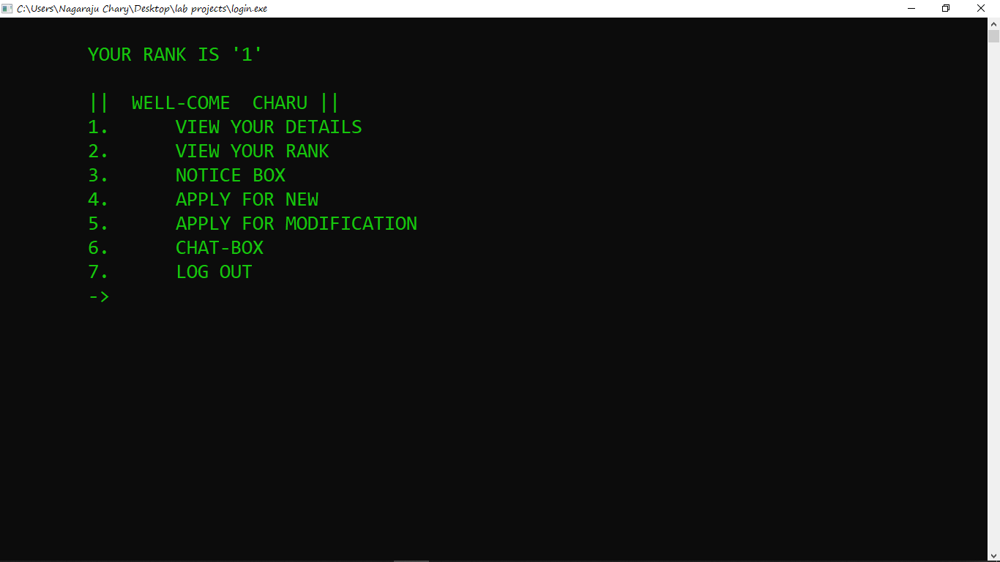 C:\Users\Nagaraju Chary\Desktop\lab projects\login.exe
YOUR RANK IS '1'
|| WELL-COME CHARU ||
1. VIEW YOUR DETAILS
2. VIEW YOUR RANK
3. NOTICE BOX
4. APPLY FOR NEW
5. APPLY FOR MODIFICATION
6. CHAT-BOX
7. LOG OUT
->